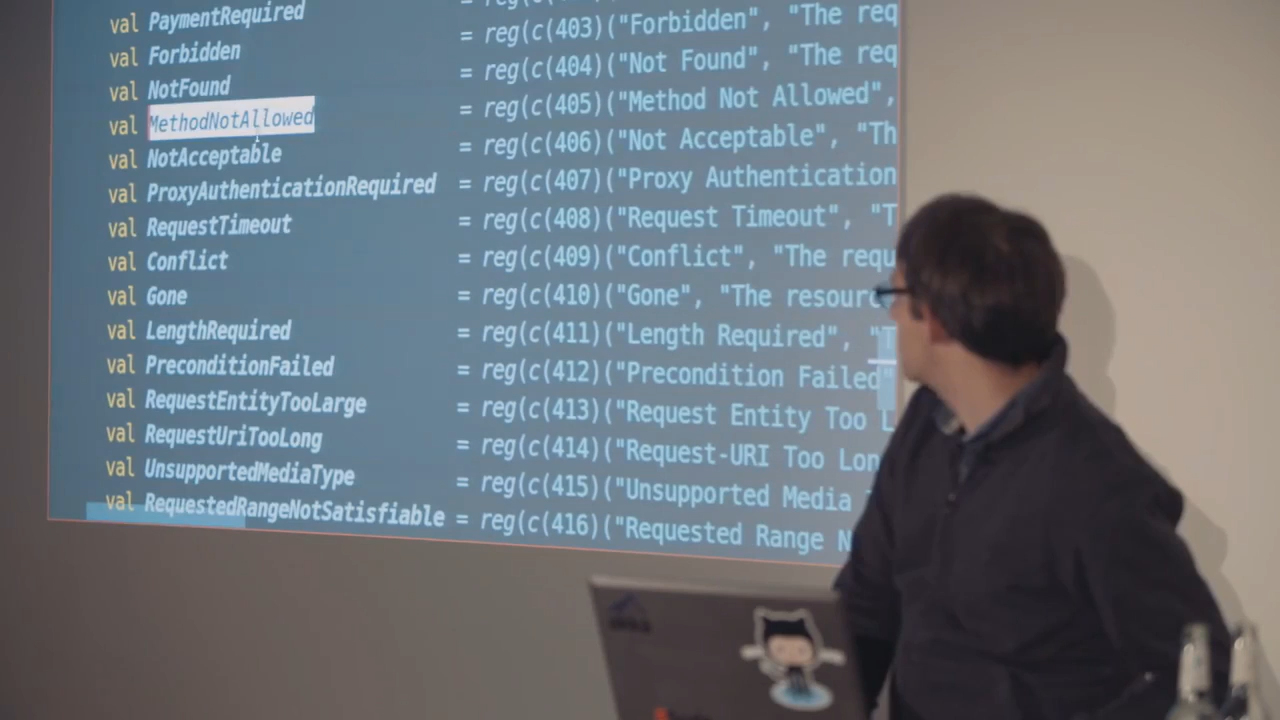 val PaymentRequired
val Forbidden = reg(c(403)("Forbidden", "The req
val NotFound = reg(c(404)("Not Found", "The req
val MethodNotAllowed = reg(c(405)("Method Not Allowed",
val NotAcceptable = reg(c(406)("Not Acceptable", "Th
val ProxyAuthenticationRequired = reg(c(407)("Proxy Authentication
val RequestTimeout = reg(c(408)("Request Timeout", "T
val Conflict = reg(c(409)("Conflict", "The requ
val Gone = reg(c(410)("Gone", "The resourc
val LengthRequired = reg(c(411)("Length Required", "T
val PreconditionFailed = reg(c(412)("Precondition Failed"
val RequestEntityTooLarge = reg(c(413)("Request Entity Too L
val RequestUriTooLong = reg(c(414)("Request-URI Too Lon
val UnsupportedMediaType = reg(c(415)("Unsupported Media
val RequestedRangeNotSatisfiable = reg(c(416)("Requested Range N